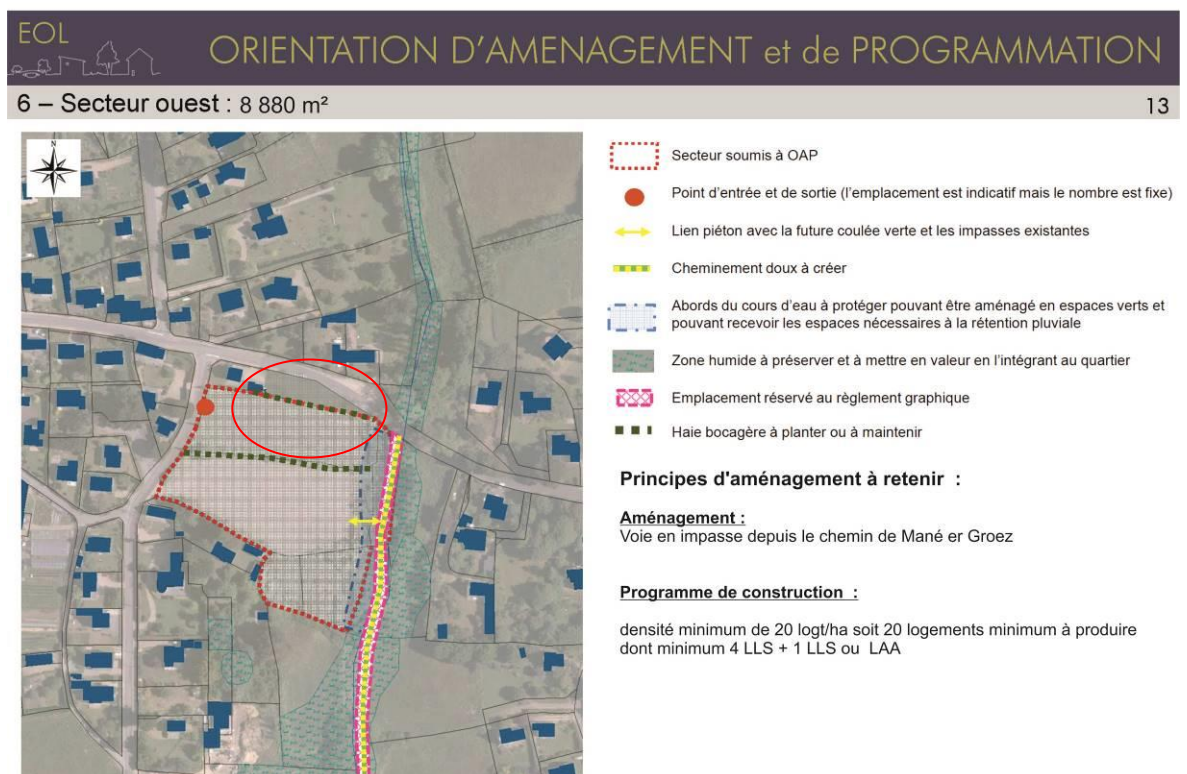 EOL
ORIENTATION D'AMENAGEMENT et de PROGRAMMATION
6 – Secteur ouest : 8 880 m²
13
N
Secteur soumis à OAP
Point d'entrée et de sortie (l'emplacement est indicatif mais le nombre est fixe)
Lien piéton avec la future coulée verte et les impasses existantes
Cheminement doux à créer
Abords du cours d'eau à protéger pouvant être aménagé en espaces verts et
pouvant recevoir les espaces nécessaires à la rétention pluviale
Zone humide à préserver et à mettre en valeur en l'intégrant au quartier
Emplacement réservé au règlement graphique
Haie bocagère à planter ou à maintenir
Principes d'aménagement à retenir :
Aménagement :
Voie en impasse depuis le chemin de Mané er Groez
Programme de construction :
densité minimum de 20 logt/ha soit 20 logements minimum à produire
dont minimum 4 LLS + 1 LLS ou LAA